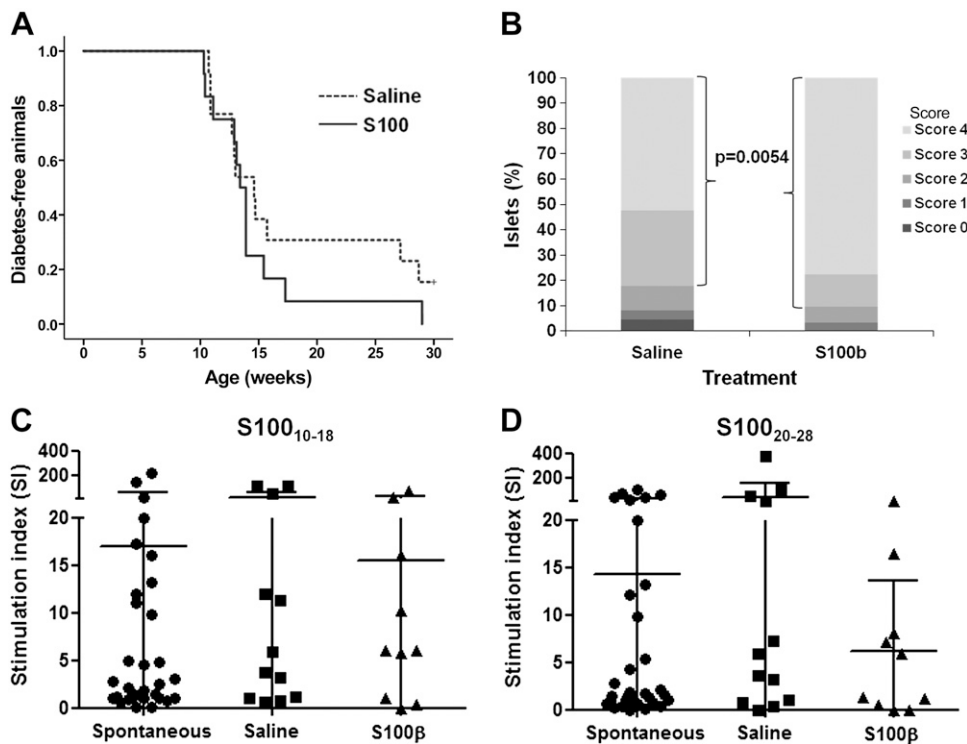 A
Diabetes-free animals
1.0
0.8
0.6
0.4
0.2
0.0
Saline
S100
0 5 10 15 20 25 30
Age (weeks)
B
Islets (%)
100
90
80
70
60
50
40
30
20
10
0
p=0.0054
Score
Score 4
Score 3
Score 2
Score 1
Score 0
Saline S100b
Treatment
C
S100₁₀₋₁₈
Stimulation index (SI)
400
200
20
15
10
5
0
Spontaneous Saline S100β
D
S100₂₀₋₂₈
Stimulation index (SI)
400
200
20
15
10
5
0
Spontaneous Saline S100β